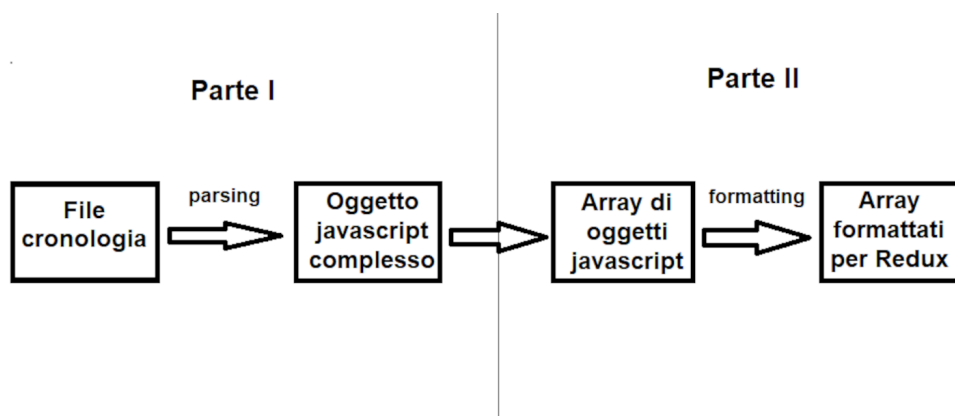 Parte I
Parte II
File
cronologia
parsing
Oggetto
javascript
complesso
Array di
oggetti
javascript
formatting
Array
formattati
per Redux